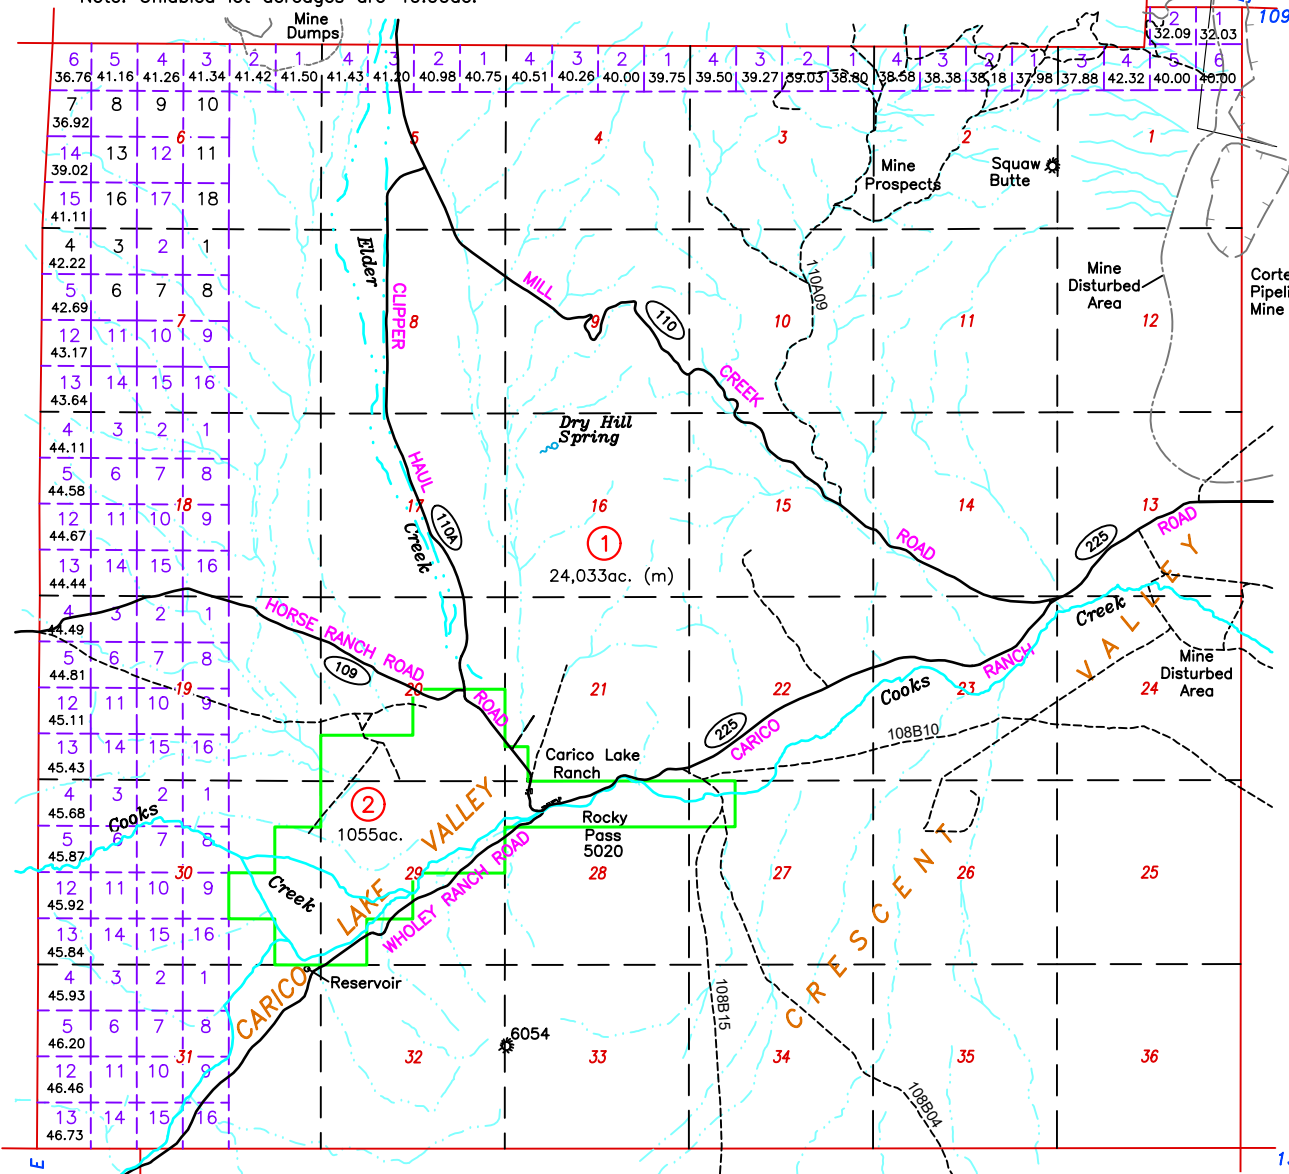 Mine
Dumps
109
2 1
32.09 32.03
6 5 4 3 2 1 4 3 2 1 4 3 2 1 4 3 2 1 4 3 2 1 3 4 5 6
36.76 41.16 41.26 41.34 41.42 41.50 41.43 41.20 40.98 40.75 40.51 40.26 40.00 39.75 39.50 39.27 39.03 38.80 38.58 38.38 38.18 37.98 37.88 42.32 40.00 40.00
7 8 9 10
36.92
6 5 4 3 2 1
14 13 12 11
39.02
Mine
Prospects
Squaw
Butte
15 16 17 18
41.11
4 3 2 1
42.22
Elder
110A09
Mine
Disturbed
Area
Cortez
Pipeli
Mine
5 6 7 8
42.69
CLIPPER
MILL
110
7 8 9 10 11 12
12 11 10 9
43.17
13 14 15 16
43.64
CREEK
4 3 2 1
44.11
Dry Hill
Spring
5 6 7 8
44.58
HAUL
18 17 16 15 14 13
12 11 10 9
44.67
110A
Creek
1
24,033ac. (m)
ROAD
225
ROAD
13 14 15 16
44.44
4 3 2 1
44.49
HORSE RANCH ROAD
109
Creek
VALLEY
5 6 7 8
44.81
RANCH
Mine
Disturbed
Area
19 20 21 22 23 24
12 11 10 9
45.11
ROAD
Cooks
225
CARICO
108B10
13 14 15 16
45.43
Carico Lake
Ranch
4 3 2 1
45.68
Cooks
2
1055ac.
VALLEY
Rocky
Pass
5020
5 6 7 8
45.87
30 29 28 27 26 25
12 11 10 9
45.92
Creek
LAKE
WHOLEY RANCH ROAD
CRESCENT
13 14 15 16
45.84
4 3 2 1
45.93
CARICO
Reservoir
108B15
5 6 7 8
46.20
6054
31 32 33 34 35 36
12 11 10 9
46.46
108B04
13 14 15 16
46.73
E